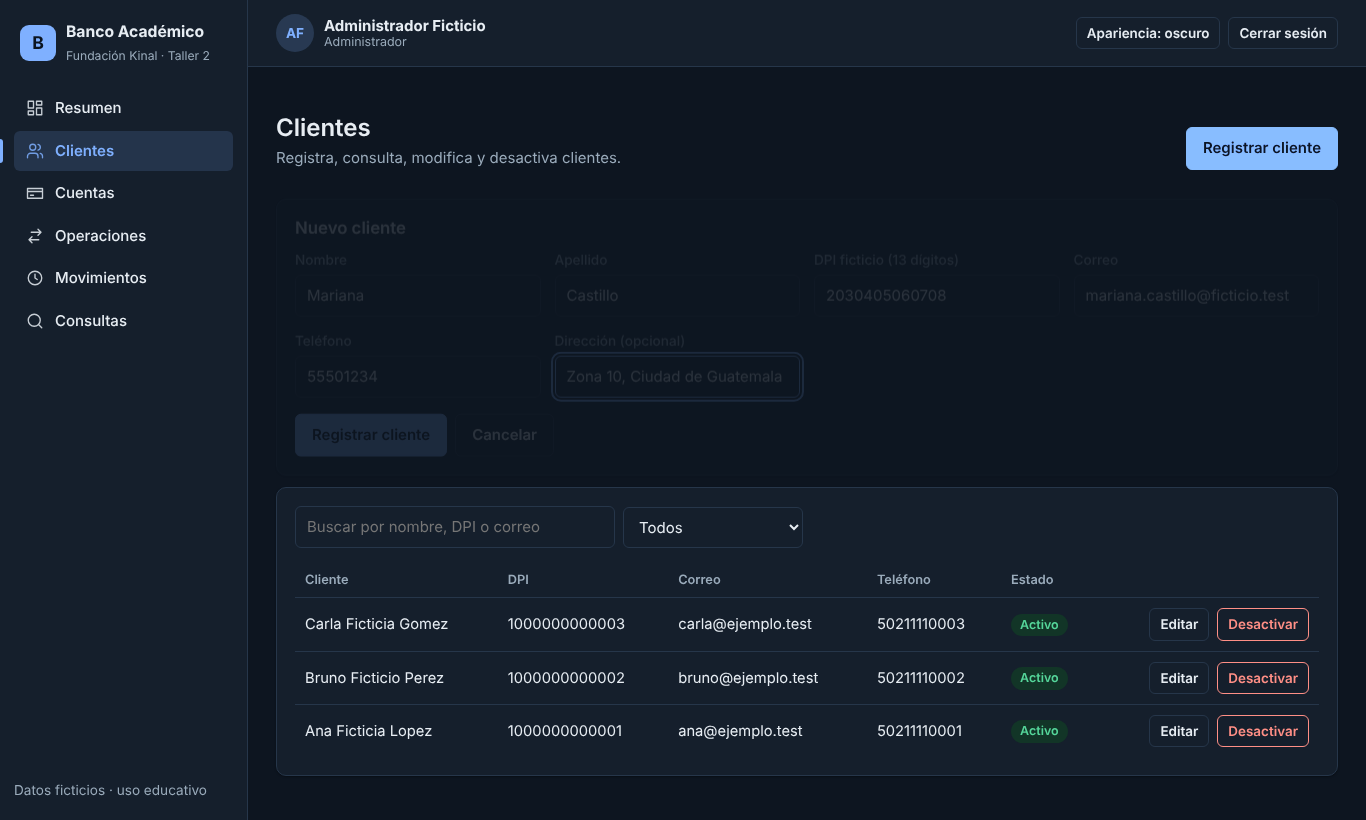 B
Banco Académico
Fundación Kinal · Taller 2
Resumen
Clientes
Cuentas
Operaciones
Movimientos
Consultas
Datos ficticios · uso educativo
AF
Administrador Ficticio
Administrador
Apariencia: oscuro
Cerrar sesión
Clientes
Registra, consulta, modifica y desactiva clientes.
Registrar cliente
Nuevo cliente
Nombre Apellido DPI ficticio (13 dígitos) Correo
Mariana Castillo 2030405060708 mariana.castillo@ficticio.test
Teléfono Dirección (opcional)
55501234 Zona 10, Ciudad de Guatemala
Registrar cliente Cancelar
Buscar por nombre, DPI o correo Todos
Cliente DPI Correo Teléfono Estado
Carla Ficticia Gomez 1000000000003 carla@ejemplo.test 50211110003 Activo Editar Desactivar
Bruno Ficticio Perez 1000000000002 bruno@ejemplo.test 50211110002 Activo Editar Desactivar
Ana Ficticia Lopez 1000000000001 ana@ejemplo.test 50211110001 Activo Editar Desactivar